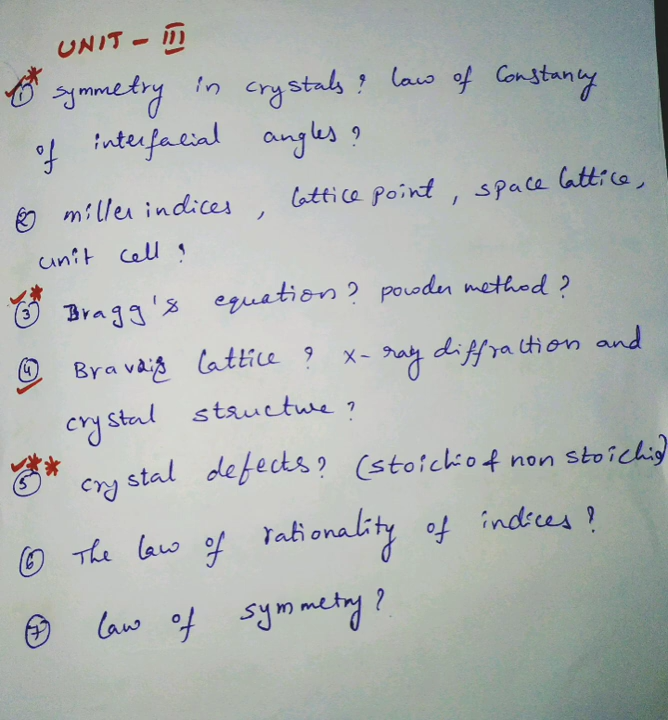 UNIT - III
① symmetry in crystals? law of Constancy
of interfacial angles?
② miller indices, lattice point, space lattice,
unit cell?
③ Bragg's equation? powder method?
④ Bravais lattice? x-ray diffraction and
crystal structure?
⑤ crystal defects? (stoichio & non stoichio)
⑥ The law of rationality of indices?
⑦ law of symmetry?